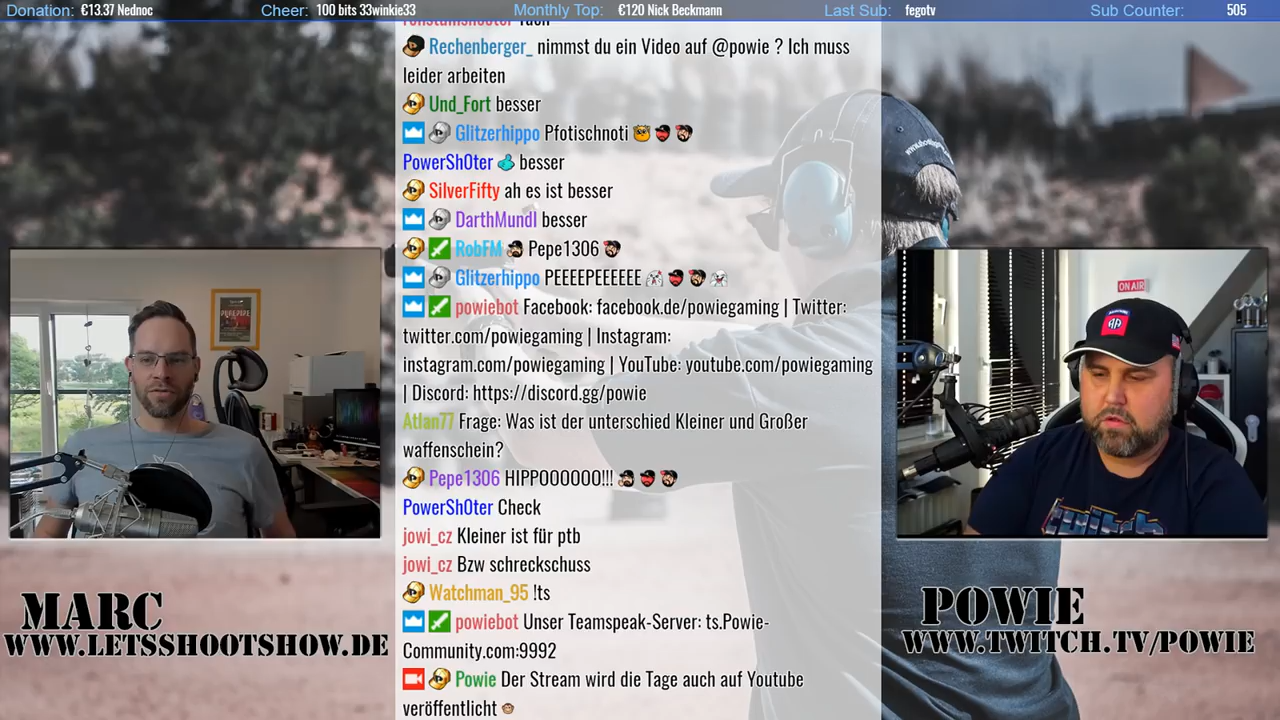 Donation: €13.37 Nednoc Cheer: 100 bits 33winkie33 Monthly Top: €120 Nick Beckmann Last Sub: fegotv Sub Counter: 505
Rechenberger_ nimmst du ein Video auf @powie ? Ich muss
leider arbeiten
Und_Fort besser
Glitzerhippo Pfotischnoti
PowerSh0ter besser
SilverFifty ah es ist besser
DarthMundl besser
RobFM Pepe1306
Glitzerhippo PEEEEPEEEEEE
powiebot Facebook: facebook.de/powiegaming | Twitter:
twitter.com/powiegaming | Instagram:
instagram.com/powiegaming | YouTube: youtube.com/powiegaming
| Discord: https://discord.gg/powie
Atlan77 Frage: Was ist der unterschied Kleiner und Großer
waffenschein?
Pepe1306 HIPPOOOOOO!!!
PowerSh0ter Check
jowi_cz Kleiner ist für ptb
jowi_cz Bzw schreckschuss
Watchman_95 !ts
powiebot Unser Teamspeak-Server: ts.Powie-
Community.com:9992
Powie Der Stream wird die Tage auch auf Youtube
veröffentlicht
ON AIR
MARC
WWW.LETSSHOOTSHOW.DE
POWIE
WWW.TWITCH.TV/POWIE